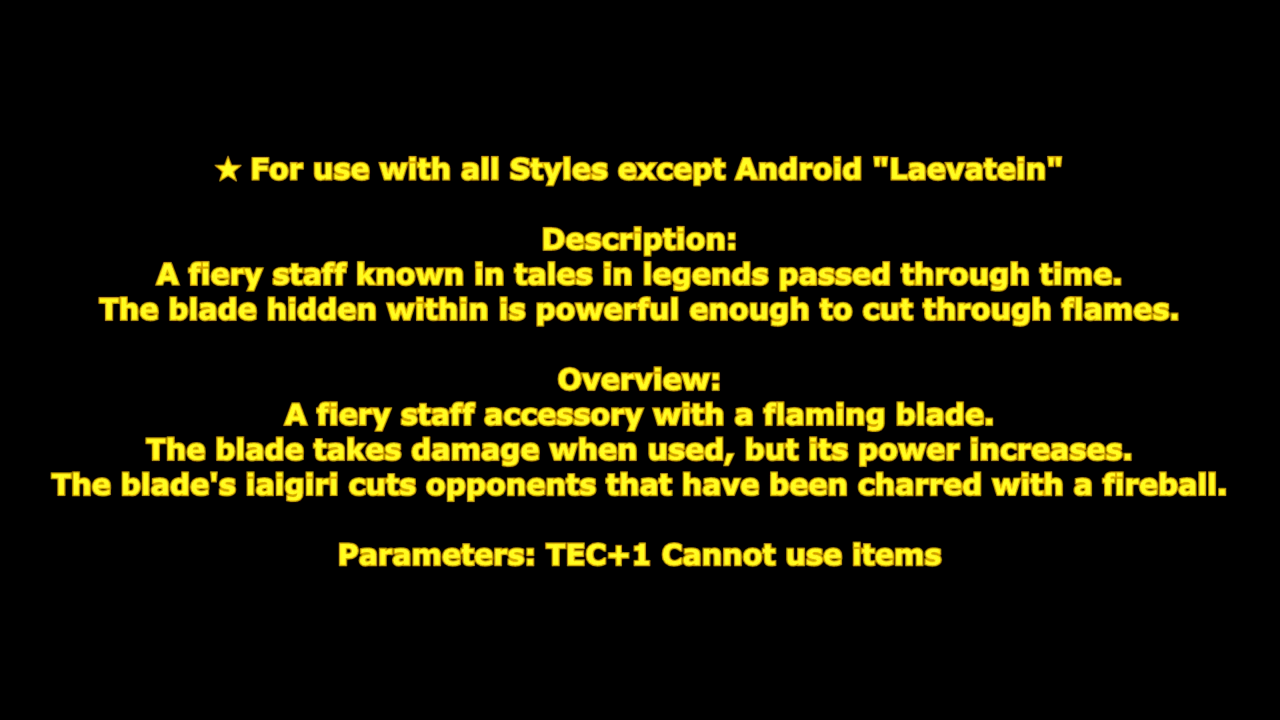 ★ For use with all Styles except Android "Laevatein"
Description:
A fiery staff known in tales in legends passed through time.
The blade hidden within is powerful enough to cut through flames.
Overview:
A fiery staff accessory with a flaming blade.
The blade takes damage when used, but its power increases.
The blade's iaigiri cuts opponents that have been charred with a fireball.
Parameters: TEC+1 Cannot use items